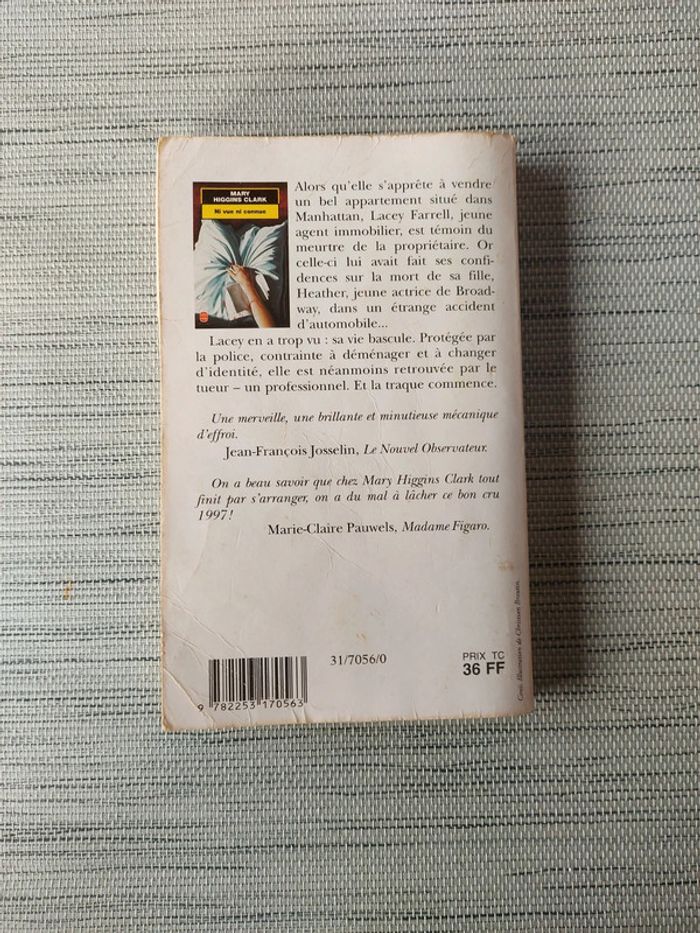 MARY
HIGGINS CLARK
Ni vue ni connue
Alors qu'elle s'apprête à vendre
un bel appartement situé dans
Manhattan, Lacey Farrell, jeune
agent immobilier, est témoin du
meurtre de la propriétaire. Or
celle-ci lui avait fait ses confi-
dences sur la mort de sa fille,
Heather, jeune actrice de Broad-
way, dans un étrange accident
d'automobile...
Lacey en a trop vu : sa vie bascule. Protégée par
la police, contrainte à déménager et à changer
d'identité, elle est néanmoins retrouvée par le
tueur – un professionnel. Et la traque commence.
Une merveille, une brillante et minutieuse mécanique
d'effroi.
Jean-François Josselin, Le Nouvel Observateur.
On a beau savoir que chez Mary Higgins Clark tout
finit par s'arranger, on a du mal à lâcher ce bon cru
1997 !
Marie-Claire Pauwels, Madame Figaro.
31/7056/0
PRIX TC
36 FF
9 782253 170563
Couv. Illustration de Christian Broutin.